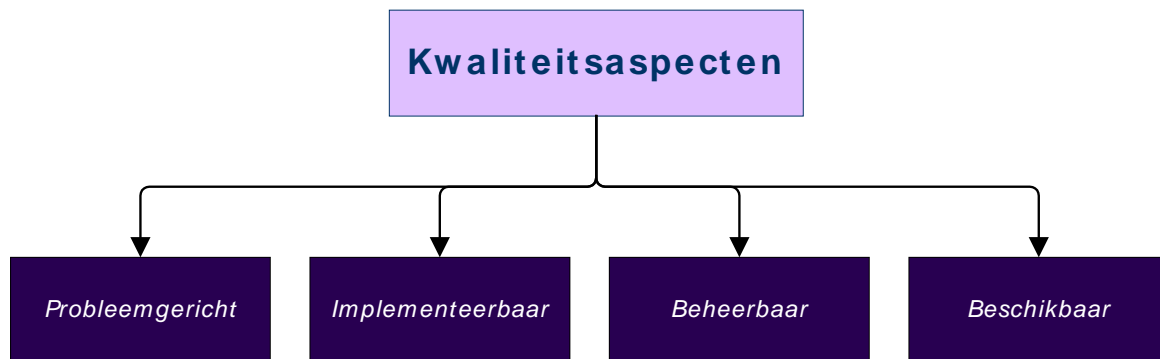 Kwaliteitsaspecten
Probleemgericht
Implementeerbaar
Beheerbaar
Beschikbaar